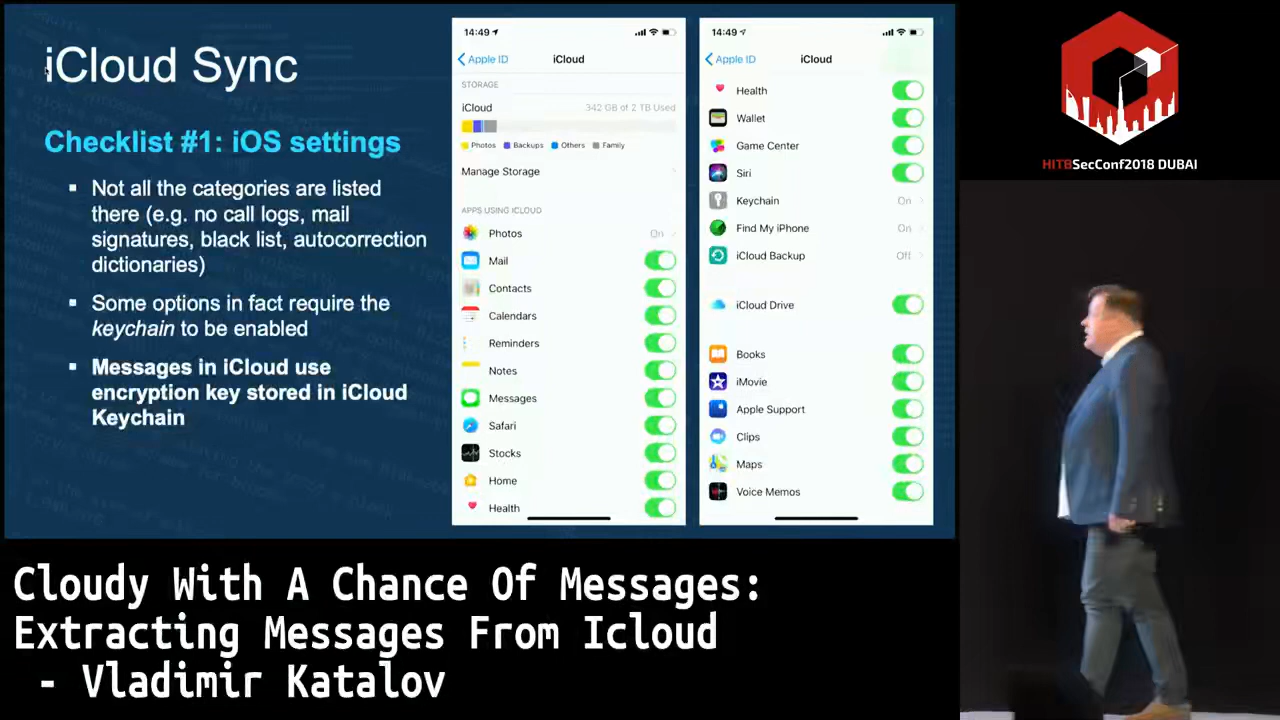 iCloud Sync
Checklist #1: iOS settings
Not all the categories are listed
there (e.g. no call logs, mail
signatures, black list, autocorrection
dictionaries)
Some options in fact require the
keychain to be enabled
Messages in iCloud use
encryption key stored in iCloud
Keychain
14:49
Apple ID
iCloud
STORAGE
iCloud
342 GB of 2 TB Used
Photos
Backups
Others
Family
Manage Storage
APPS USING ICLOUD
Photos
On
Mail
Contacts
Calendars
Reminders
Notes
Messages
Safari
Stocks
Home
Health
14:49
Apple ID
iCloud
Health
Wallet
Game Center
Siri
Keychain
On
Find My iPhone
On
iCloud Backup
Off
iCloud Drive
Books
iMovie
Apple Support
Clips
Maps
Voice Memos
HITBSecConf2018 DUBAI
Cloudy With A Chance Of Messages:
Extracting Messages From Icloud
- Vladimir Katalov